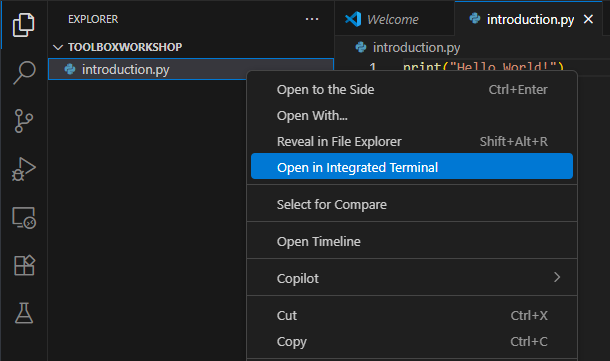 EXPLORER
Welcome
introduction.py
TOOLBOXWORKSHOP
introduction.py
introduction.py
1 print("Hello World!")
Open to the Side Ctrl+Enter
Open With...
Reveal in File Explorer Shift+Alt+R
Open in Integrated Terminal
Select for Compare
Open Timeline
Copilot
Cut Ctrl+X
Copy Ctrl+C